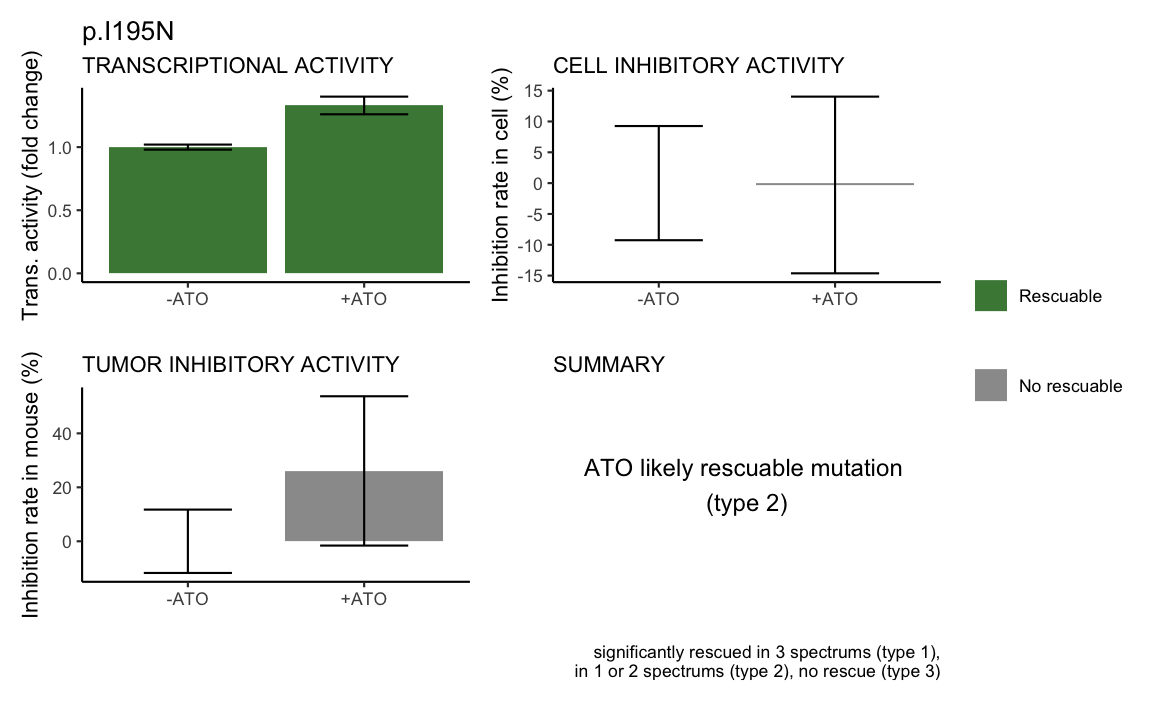 p.I195N
TRANSCRIPTIONAL ACTIVITY
Trans. activity (fold change)
1.0
0.5
0.0
-ATO
+ATO
CELL INHIBITORY ACTIVITY
Inhibition rate in cell (%)
15
10
5
0
-5
-10
-15
-ATO
+ATO
TUMOR INHIBITORY ACTIVITY
Inhibition rate in mouse (%)
40
20
0
-ATO
+ATO
SUMMARY
ATO likely rescuable mutation
(type 2)
significantly rescued in 3 spectrums (type 1),
in 1 or 2 spectrums (type 2), no rescue (type 3)
Rescuable
No rescuable